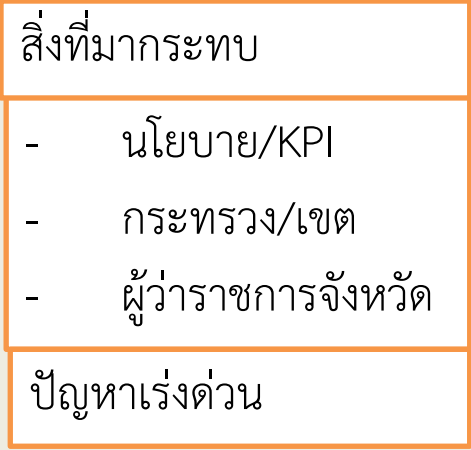 สิ่งที่มากระทบ
- นโยบาย/KPI
- กระทรวง/เขต
- ผู้ว่าราชการจังหวัด
ปัญหาเร่งด่วน